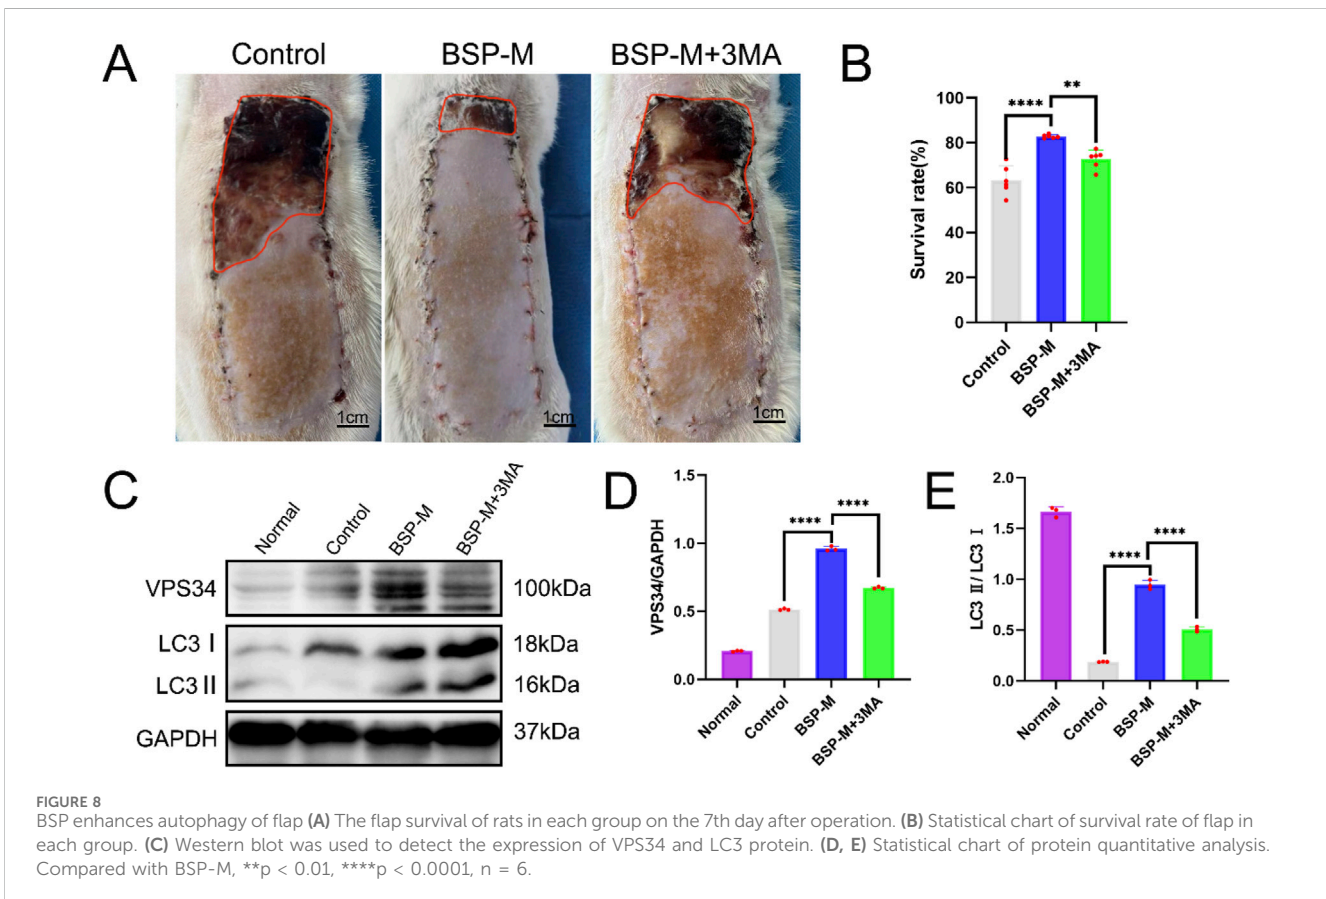 A
Control
BSP-M
BSP-M+3MA
1cm
1cm
1cm
B
Survival rate(%)
100
80
60
40
20
0
****
**
Control
BSP-M
BSP-M+3MA
C
Normal
Control
BSP-M
BSP-M+3MA
VPS34
100kDa
LC3 Ⅰ
18kDa
LC3 Ⅱ
16kDa
GAPDH
37kDa
D
VPS34/GAPDH
1.5
1.0
0.5
0.0
****
****
Normal
Control
BSP-M
BSP-M+3MA
E
LC3 Ⅱ/ LC3 Ⅰ
2.0
1.5
1.0
0.5
0.0
****
****
Normal
Control
BSP-M
BSP-M+3MA
FIGURE 8
BSP enhances autophagy of flap (A) The flap survival of rats in each group on the 7th day after operation. (B) Statistical chart of survival rate of flap in
each group. (C) Western blot was used to detect the expression of VPS34 and LC3 protein. (D, E) Statistical chart of protein quantitative analysis.
Compared with BSP-M, **p < 0.01, ****p < 0.0001, n = 6.